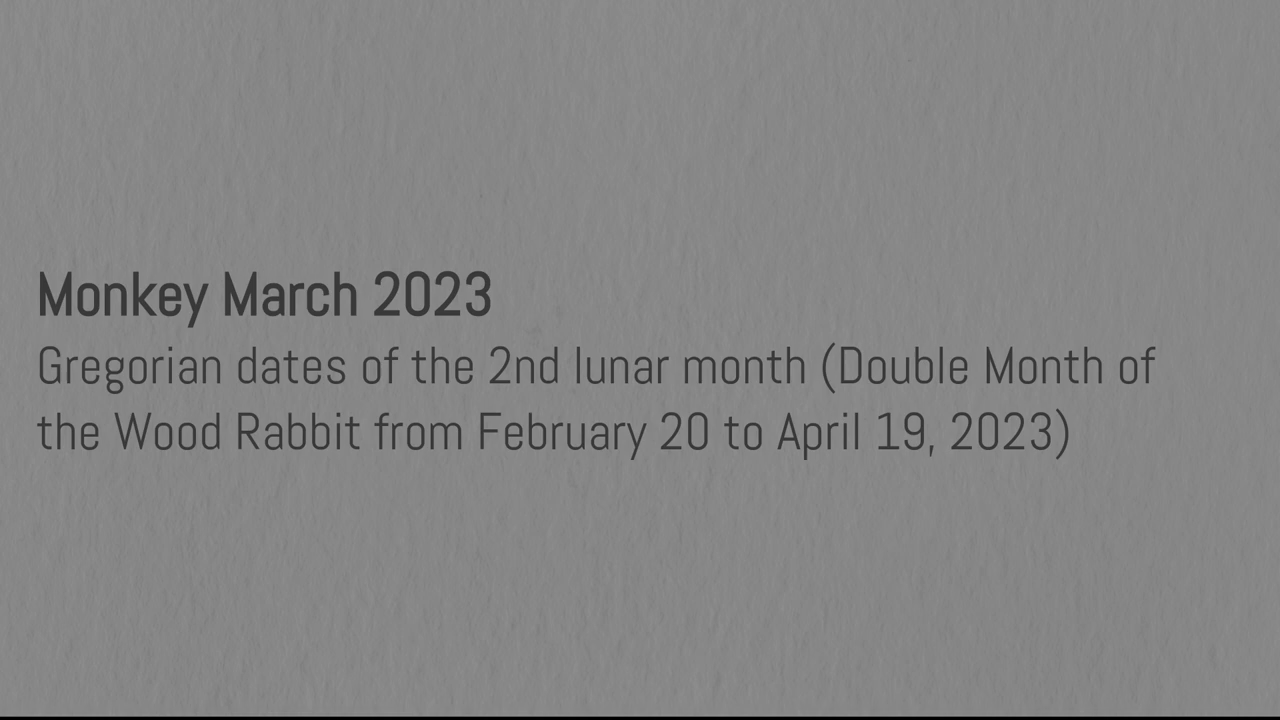 Monkey March 2023
Gregorian dates of the 2nd lunar month (Double Month of
the Wood Rabbit from February 20 to April 19, 2023)